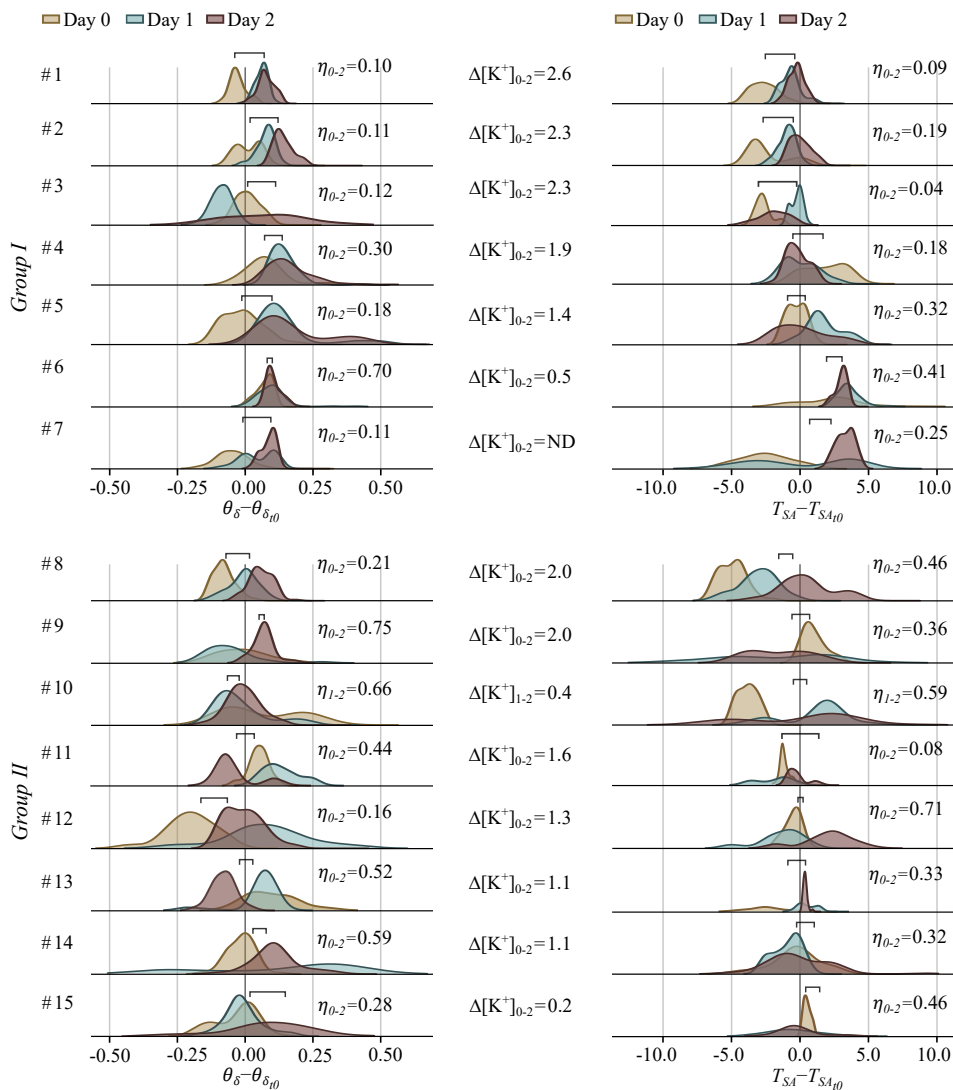 Day 0 Day 1 Day 2 Day 0 Day 1 Day 2
Group I
#1 η0-2=0.10 Δ[K+]0-2=2.6 η0-2=0.09
#2 η0-2=0.11 Δ[K+]0-2=2.3 η0-2=0.19
#3 η0-2=0.12 Δ[K+]0-2=2.3 η0-2=0.04
#4 η0-2=0.30 Δ[K+]0-2=1.9 η0-2=0.18
#5 η0-2=0.18 Δ[K+]0-2=1.4 η0-2=0.32
#6 η0-2=0.70 Δ[K+]0-2=0.5 η0-2=0.41
#7 η0-2=0.11 Δ[K+]0-2=ND η0-2=0.25
-0.50 -0.25 0.00 0.25 0.50 -10.0 -5.0 0.0 5.0 10.0
θδ−θδt0 TSA−TSAt0
Group II
#8 η0-2=0.21 Δ[K+]0-2=2.0 η0-2=0.46
#9 η0-2=0.75 Δ[K+]0-2=2.0 η0-2=0.36
#10 η1-2=0.66 Δ[K+]1-2=0.4 η1-2=0.59
#11 η0-2=0.44 Δ[K+]0-2=1.6 η0-2=0.08
#12 η0-2=0.16 Δ[K+]0-2=1.3 η0-2=0.71
#13 η0-2=0.52 Δ[K+]0-2=1.1 η0-2=0.33
#14 η0-2=0.59 Δ[K+]0-2=1.1 η0-2=0.32
#15 η0-2=0.28 Δ[K+]0-2=0.2 η0-2=0.46
-0.50 -0.25 0.00 0.25 0.50 -10.0 -5.0 0.0 5.0 10.0
θδ−θδt0 TSA−TSAt0